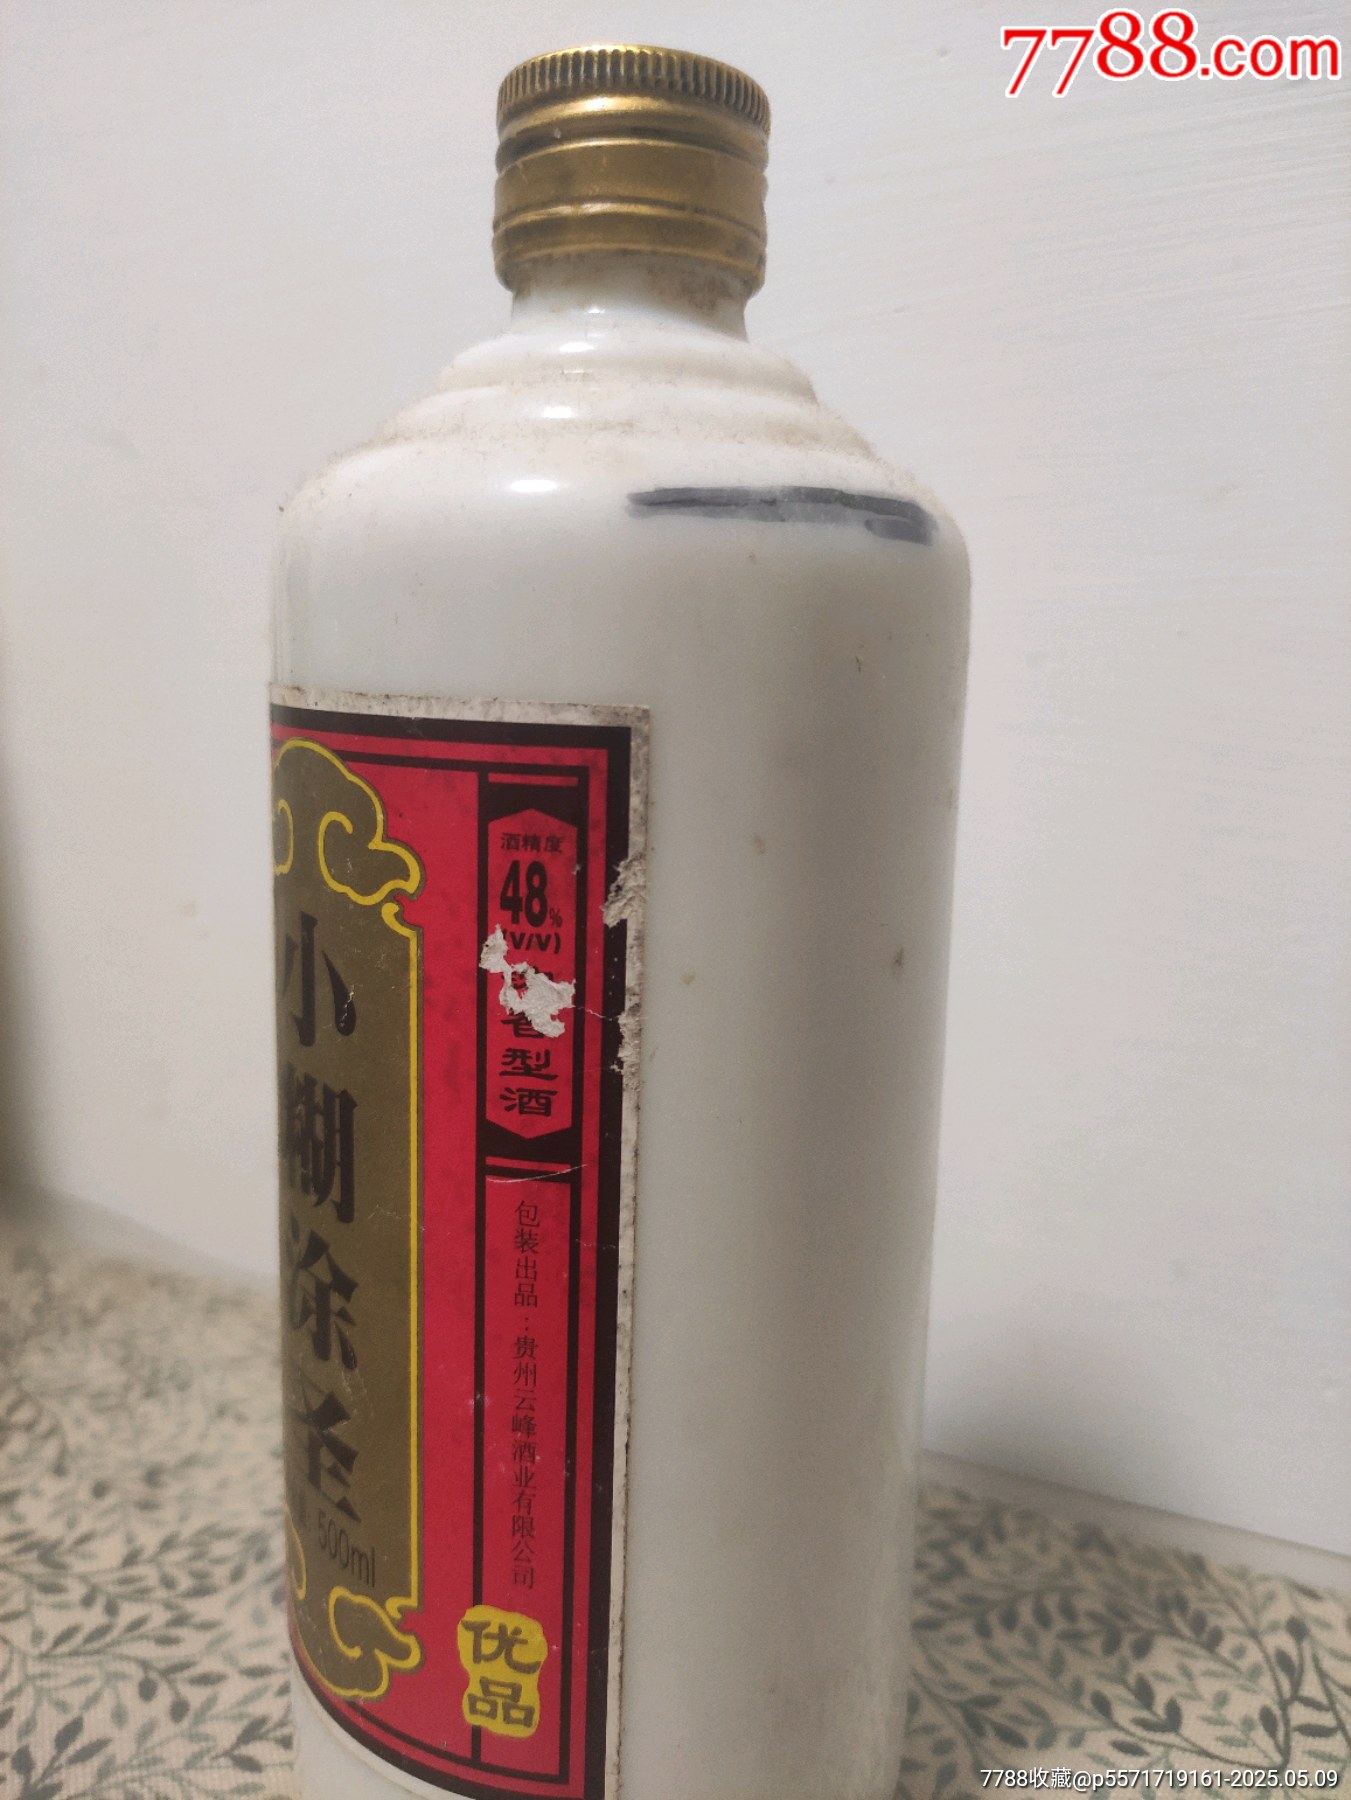 7788.com
酒精度
48%
(V/V)
型酒
小糊涂圣
500ml
包装出品：贵州云峰酒业有限公司
优品
7788收藏@p5571719161-2025.05.09